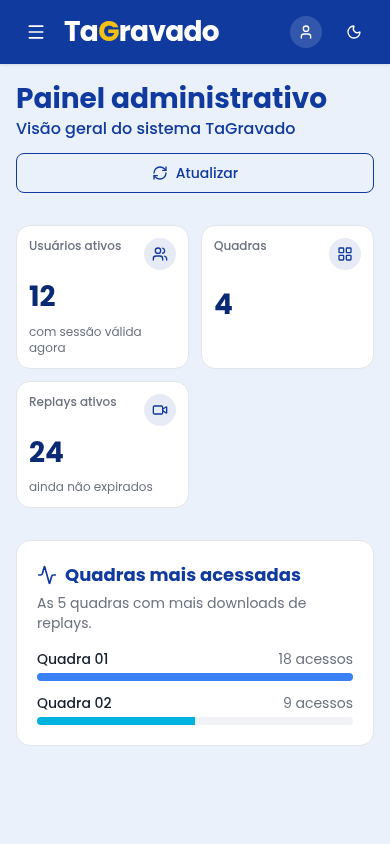 TaGravado
Painel administrativo
Visão geral do sistema TaGravado
Atualizar
Usuários ativos
12
com sessão válida
agora
Quadras
4
Replays ativos
24
ainda não expirados
Quadras mais acessadas
As 5 quadras com mais downloads de
replays.
Quadra 01 18 acessos
Quadra 02 9 acessos